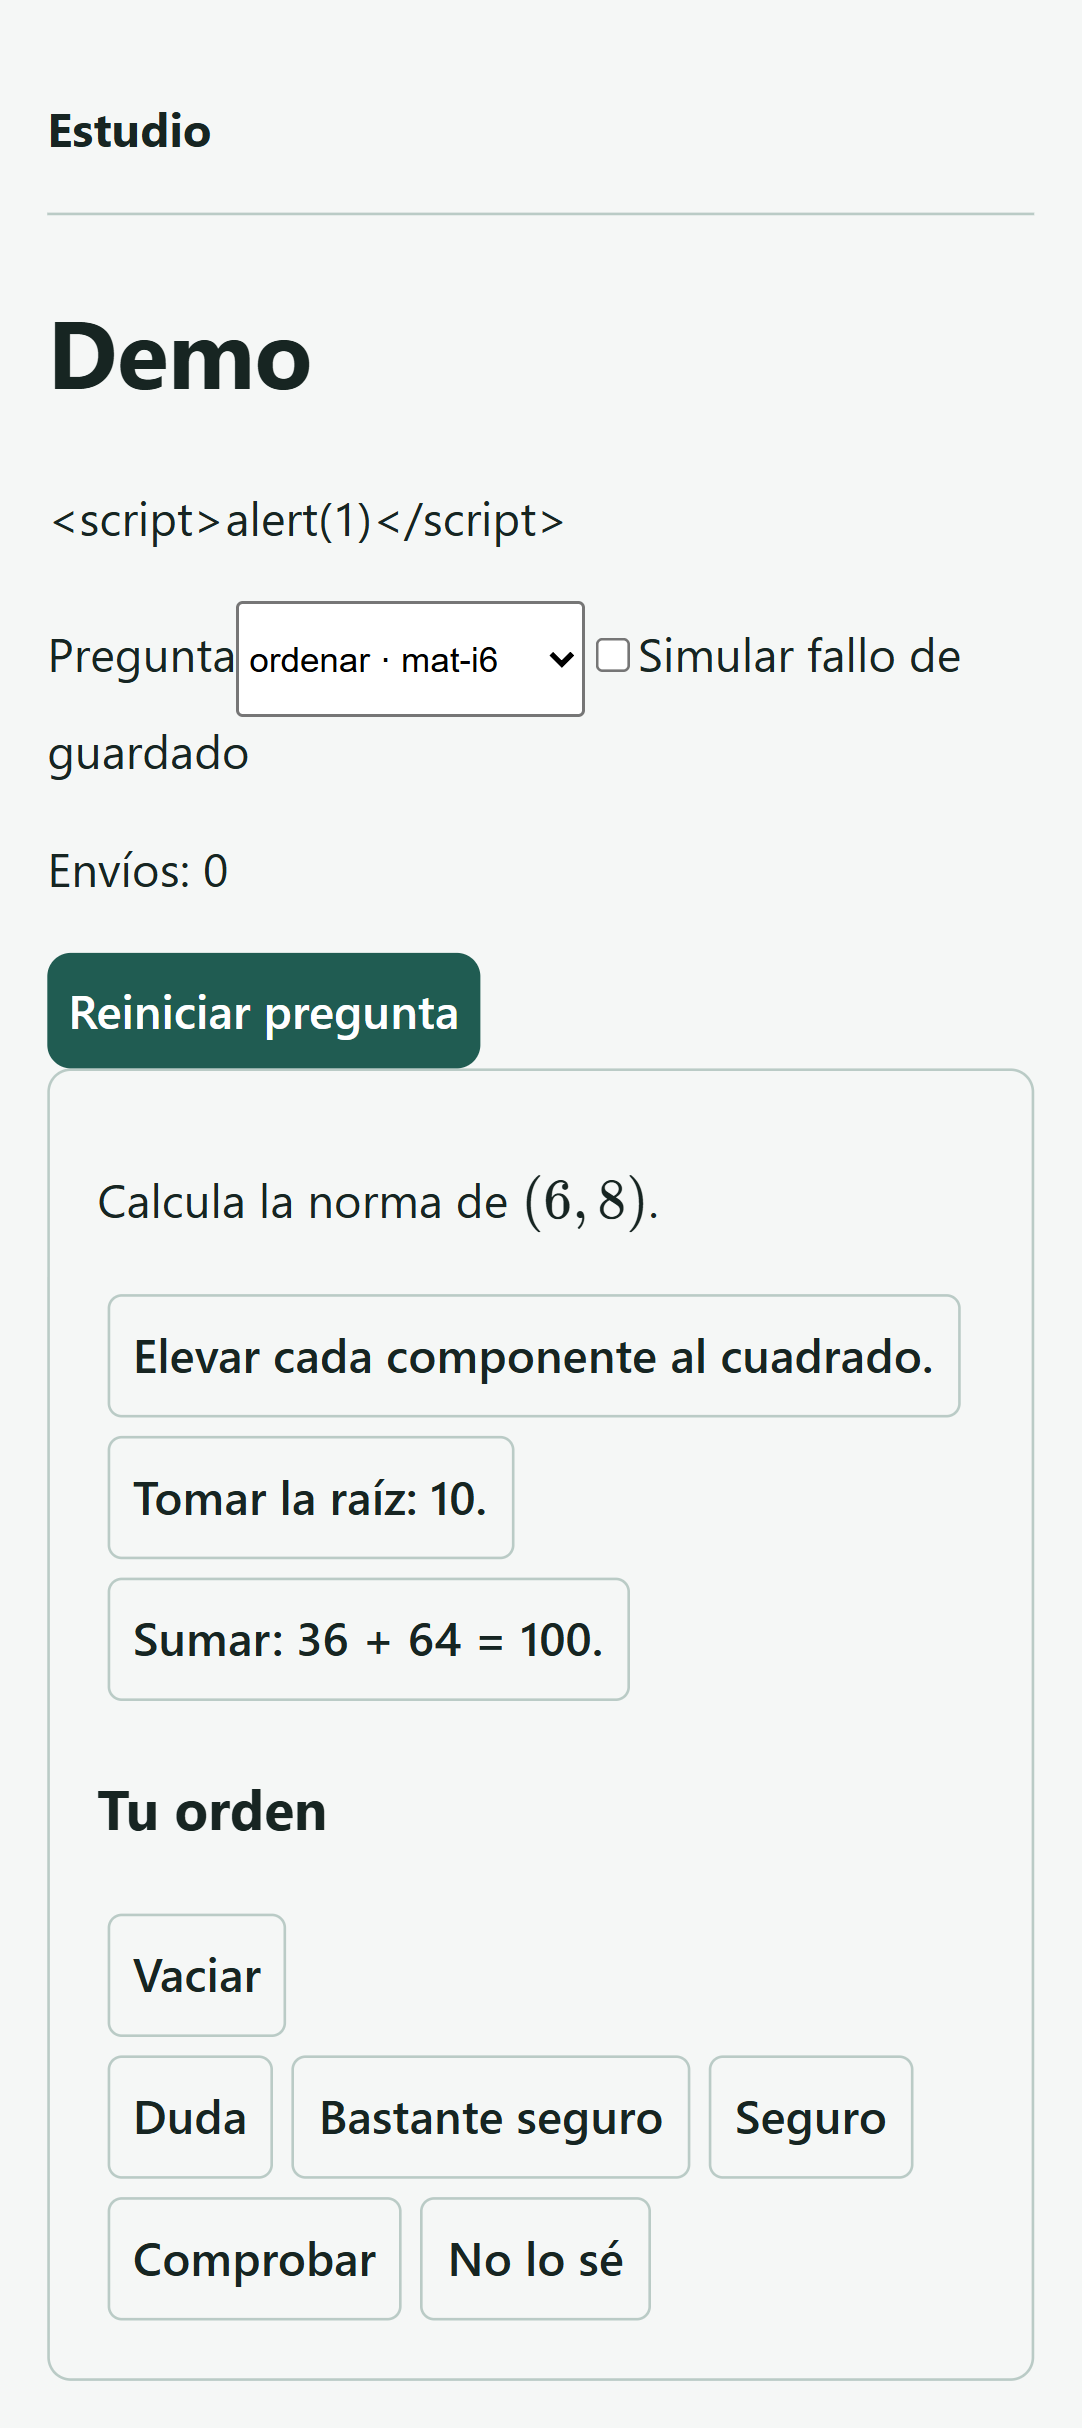 Estudio
Demo
<script>alert(1)</script>
Pregunta ordenar · mat-i6 Simular fallo de
guardado
Envíos: 0
Reiniciar pregunta
Calcula la norma de (6, 8).
Elevar cada componente al cuadrado.
Tomar la raíz: 10.
Sumar: 36 + 64 = 100.
Tu orden
Vaciar
Duda Bastante seguro Seguro
Comprobar No lo sé